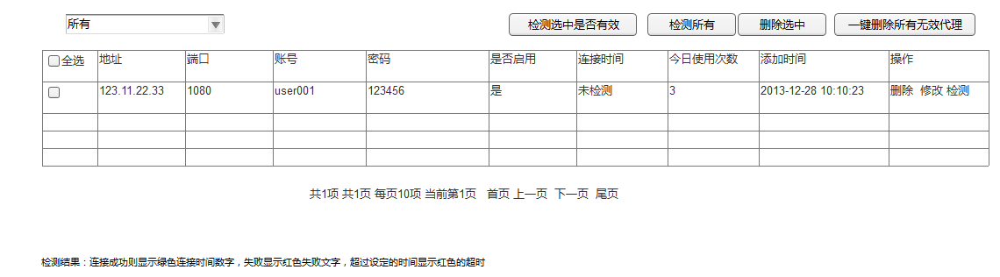 所有 检测选中是否有效 检测所有 删除选中 一键删除所有无效代理
全选 地址 端口 账号 密码 是否启用 连接时间 今日使用次数 添加时间 操作
123.11.22.33 1080 user001 123456 是 未检测 3 2013-12-28 10:10:23 删除 修改 检测
共1项 共1页 每页10项 当前第1页 首页 上一页 下一页 尾页
检测结果：连接成功则显示绿色连接时间数字，失败显示红色失败文字，超过设定的时间显示红色的超时